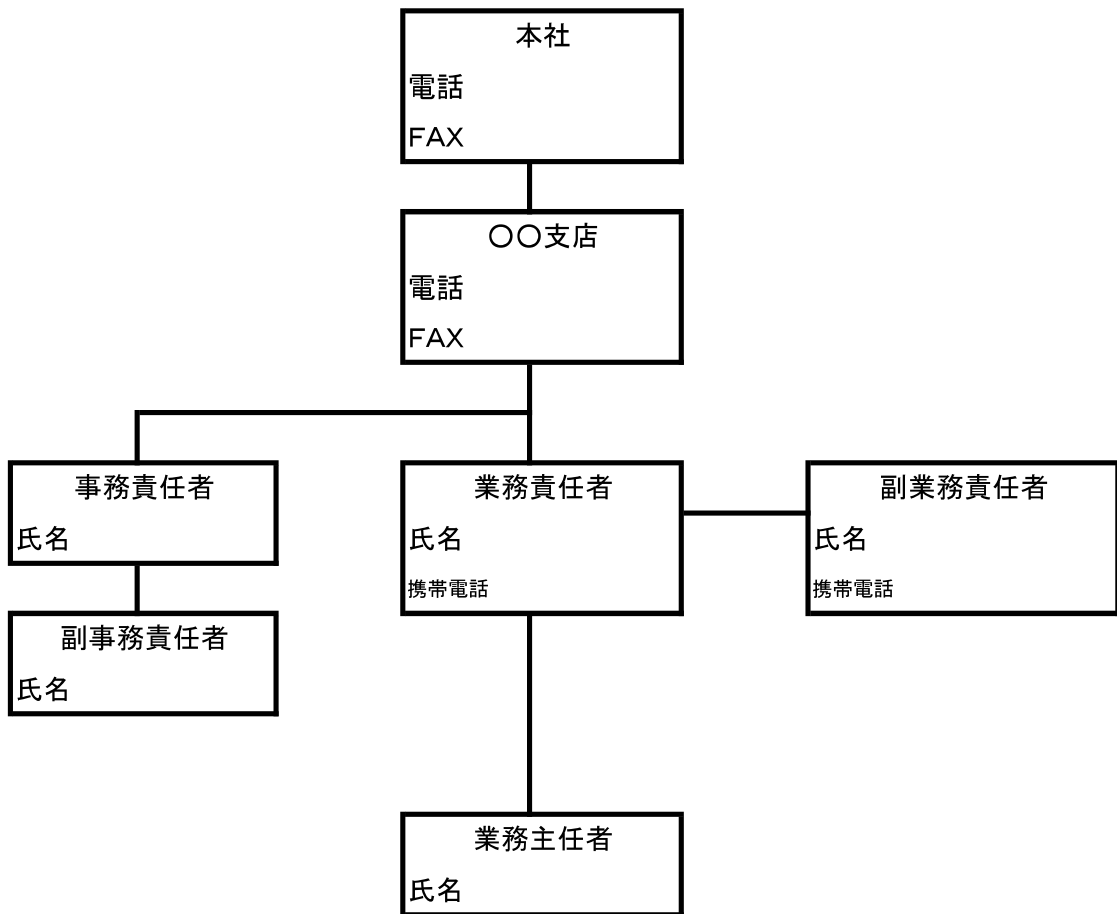 本社
電話
FAX
〇〇支店
電話
FAX
事務責任者
氏名
業務責任者
氏名
携帯電話
副業務責任者
氏名
携帯電話
副事務責任者
氏名
業務主任者
氏名